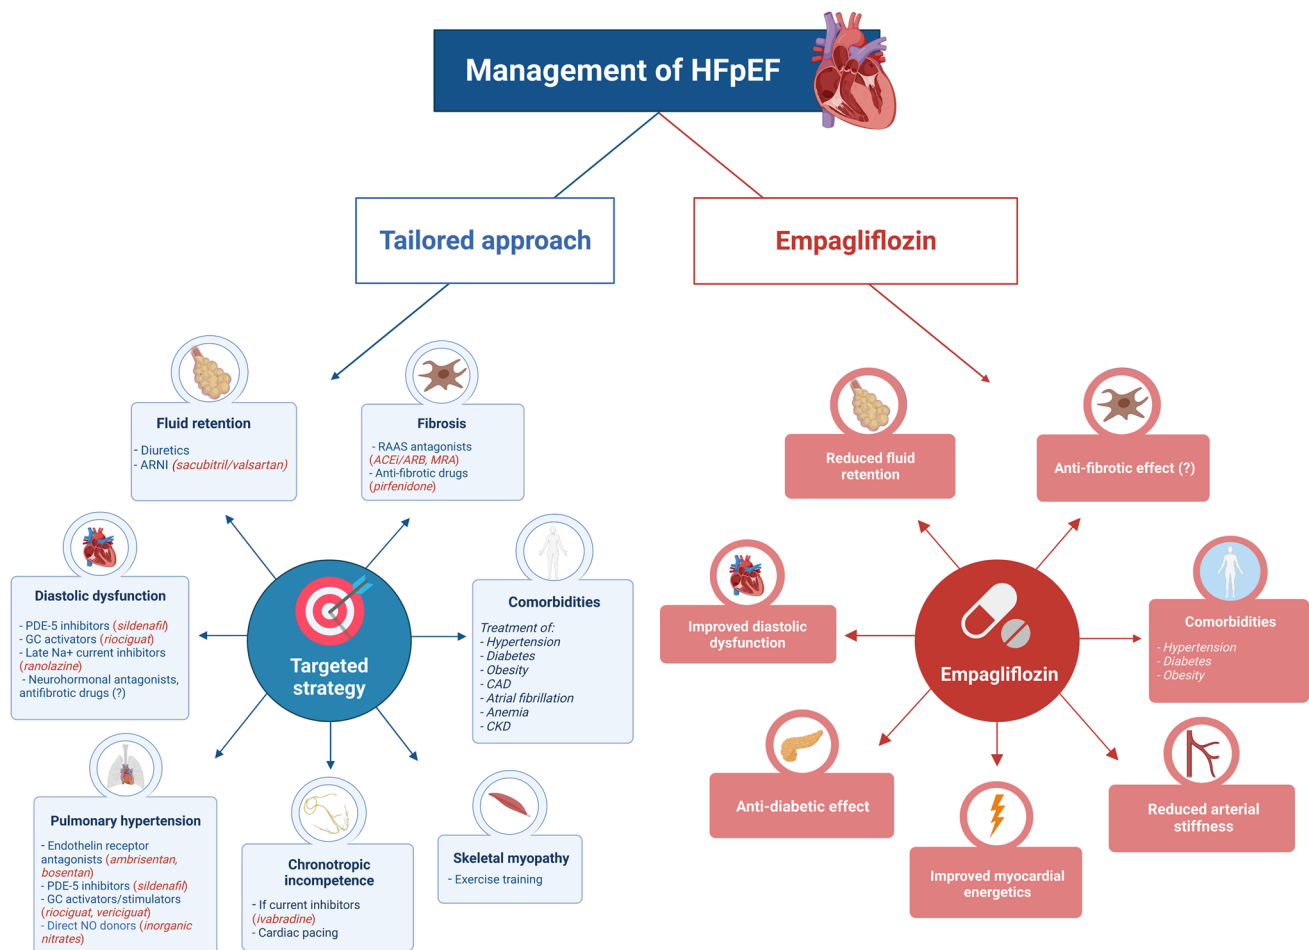 Management of HFpEF
Tailored approach
Empagliflozin
Fluid retention
- Diuretics
- ARNI (sacubitril/valsartan)
Fibrosis
- RAAS antagonists
(ACEi/ARB, MRA)
- Anti-fibrotic drugs
(pirfenidone)
Diastolic dysfunction
- PDE-5 inhibitors (sildenafil)
- GC activators (riociguat)
- Late Na+ current inhibitors
(ranolazine)
- Neurohormonal antagonists,
antifibrotic drugs (?)
Targeted
strategy
Comorbidities
Treatment of:
- Hypertension
- Diabetes
- Obesity
- CAD
- Atrial fibrillation
- Anemia
- CKD
Pulmonary hypertension
- Endothelin receptor
antagonists (ambrisentan,
bosentan)
- PDE-5 inhibitors (sildenafil)
- GC activators/stimulators
(riociguat, vericiguat)
- Direct NO donors (inorganic
nitrates)
Chronotropic
incompetence
- If current inhibitors
(ivabradine)
- Cardiac pacing
Skeletal myopathy
- Exercise training
Reduced fluid
retention
Anti-fibrotic effect (?)
Improved diastolic
dysfunction
Empagliflozin
Comorbidities
- Hypertension
- Diabetes
- Obesity
Anti-diabetic effect
Improved myocardial
energetics
Reduced arterial
stiffness